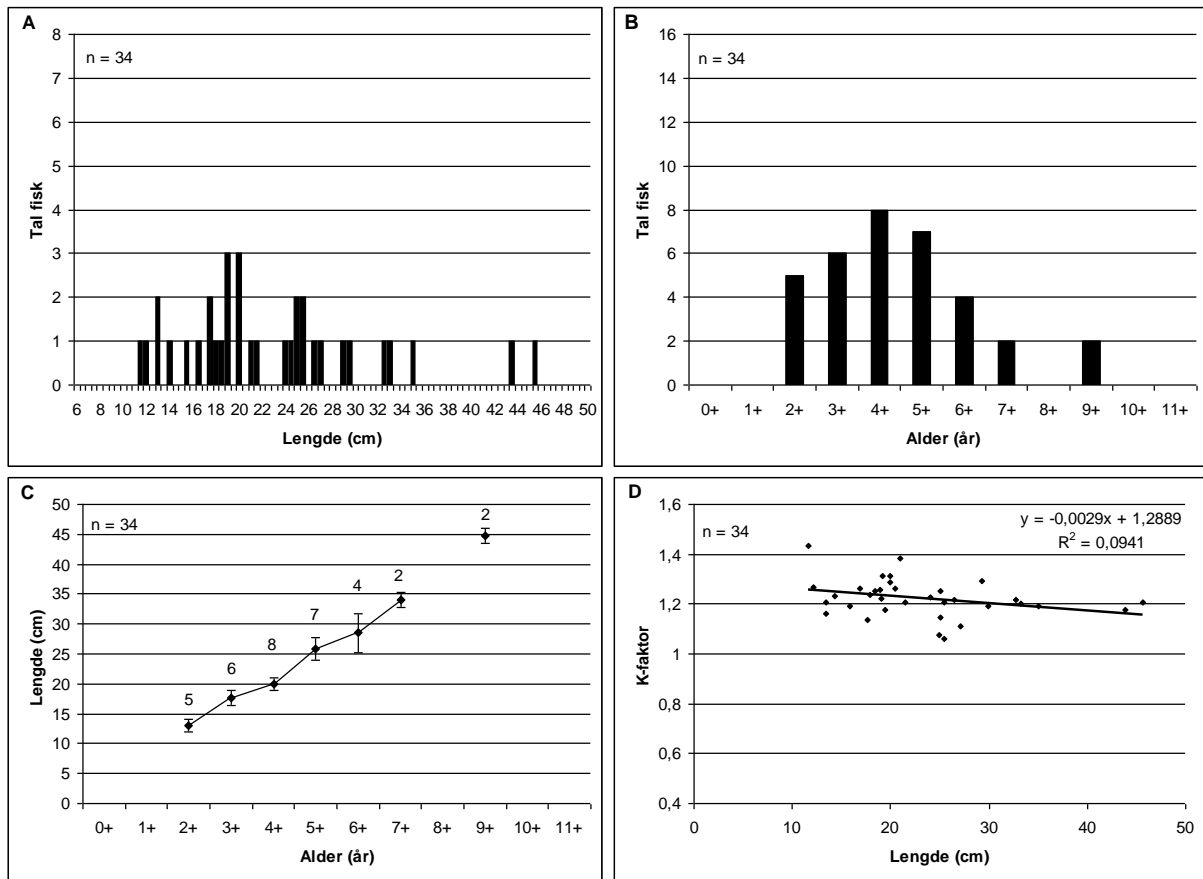 A
n = 34
Tal fisk
8
7
6
5
4
3
2
1
0
6 8 10 12 14 16 18 20 22 24 26 28 30 32 34 36 38 40 42 44 46 48 50
Lengde (cm)
B
n = 34
Tal fisk
16
14
12
10
8
6
4
2
0
0+ 1+ 2+ 3+ 4+ 5+ 6+ 7+ 8+ 9+ 10+ 11+
Alder (år)
C
n = 34
Lengde (cm)
50
45
40
35
30
25
20
15
10
5
0
5 6 8 7 4 2 2
0+ 1+ 2+ 3+ 4+ 5+ 6+ 7+ 8+ 9+ 10+ 11+
Alder (år)
D
n = 34
y = -0,0029x + 1,2889
R² = 0,0941
K-faktor
1,6
1,4
1,2
1
0,8
0,6
0,4
0 10 20 30 40 50
Lengde (cm)